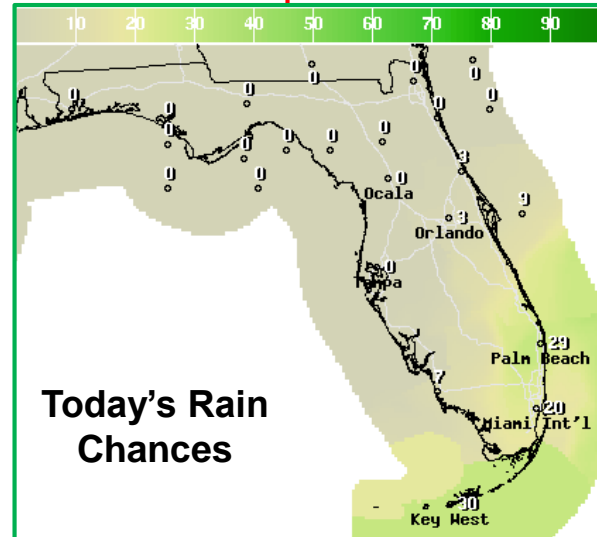 10 20 30 40 50 60 70 80 90
0
0 0
0 0 0
0 0 0
0 0 0 0
0 0 3
0
Ocala
3 9
Orlando
0
Tampa
29
Palm Beach
7
20
Miami Int'l
Today's Rain
Chances
30
Key West